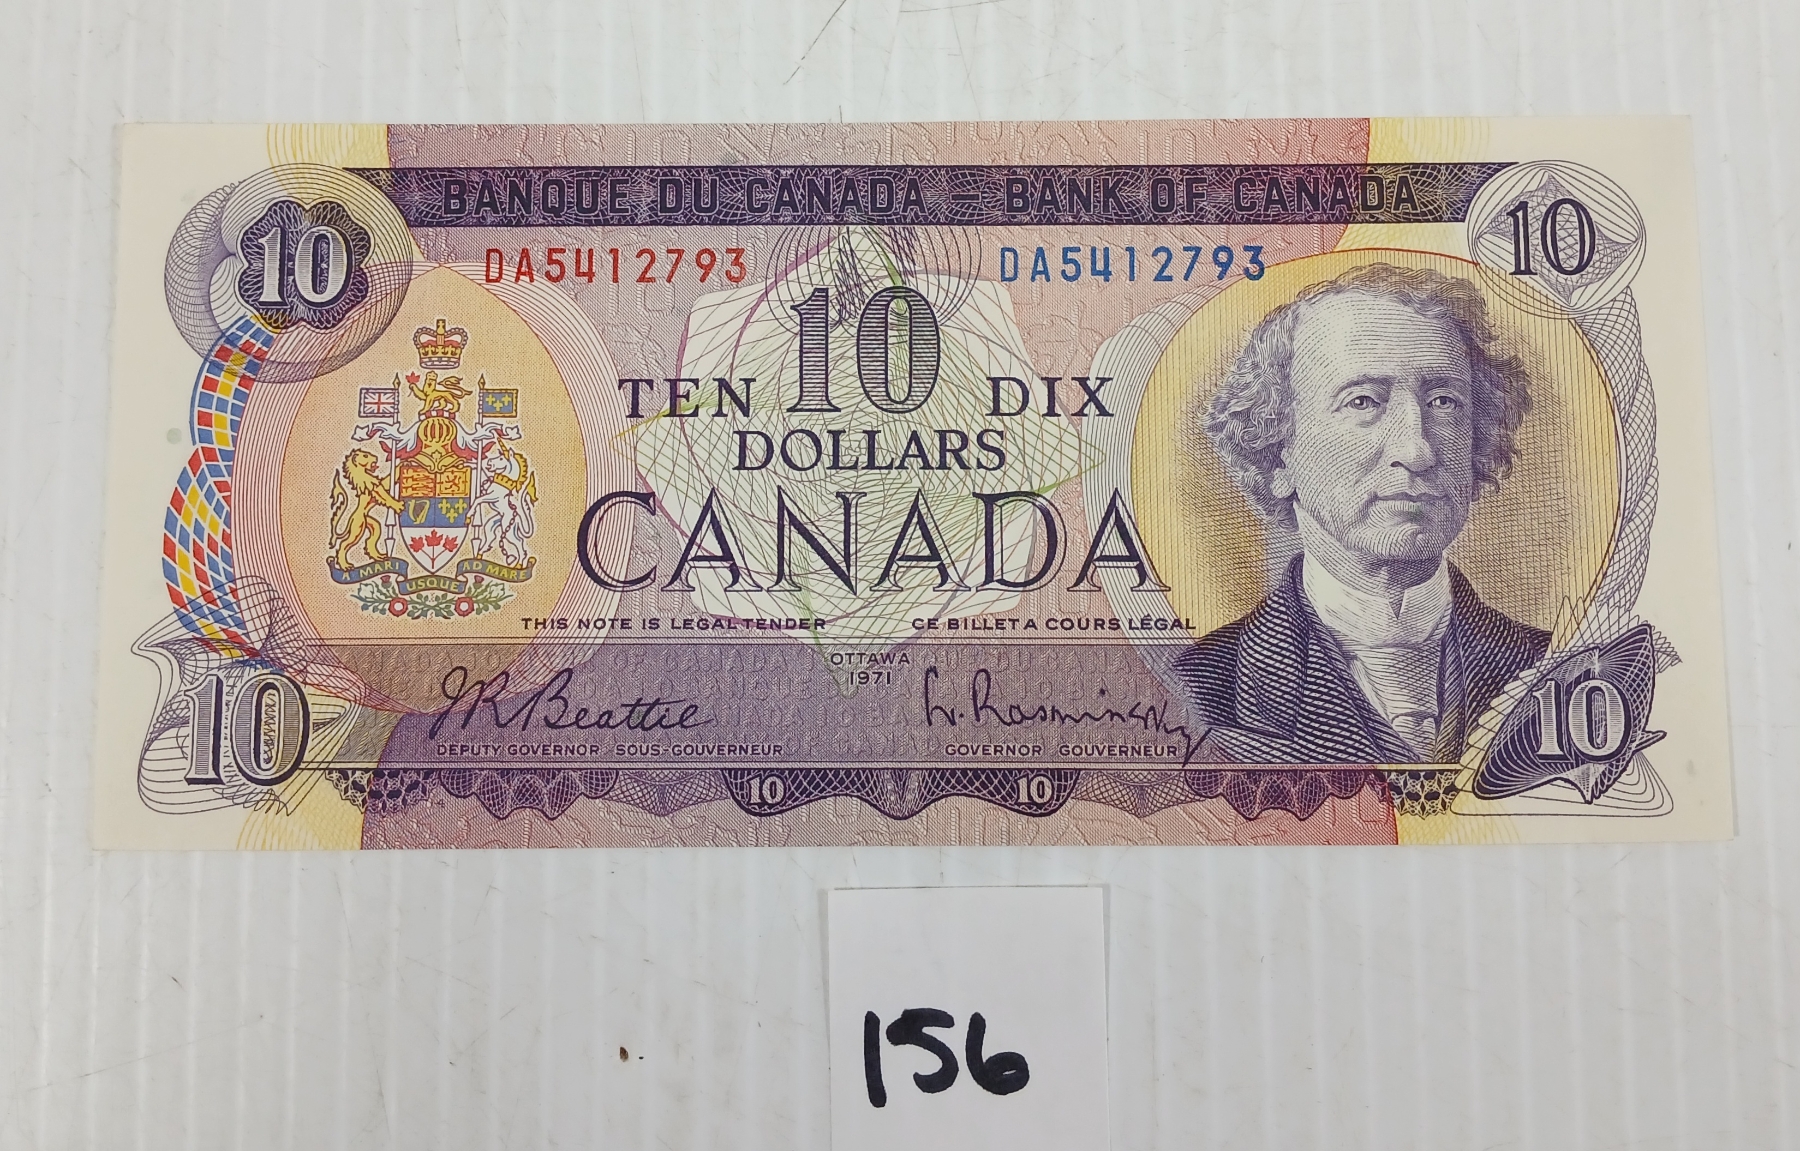 BANQUE DU CANADA — BANK OF CANADA
10
10
DA5412793 DA5412793
10
TEN DIX
DOLLARS
CANADA
A MARI USQUE AD MARE
THIS NOTE IS LEGAL TENDER CE BILLET A COURS LÉGAL
OTTAWA
1971
J R Beattie L. Rasminsky
DEPUTY GOVERNOR SOUS-GOUVERNEUR GOVERNOR GOUVERNEUR
10
10
10
10
156